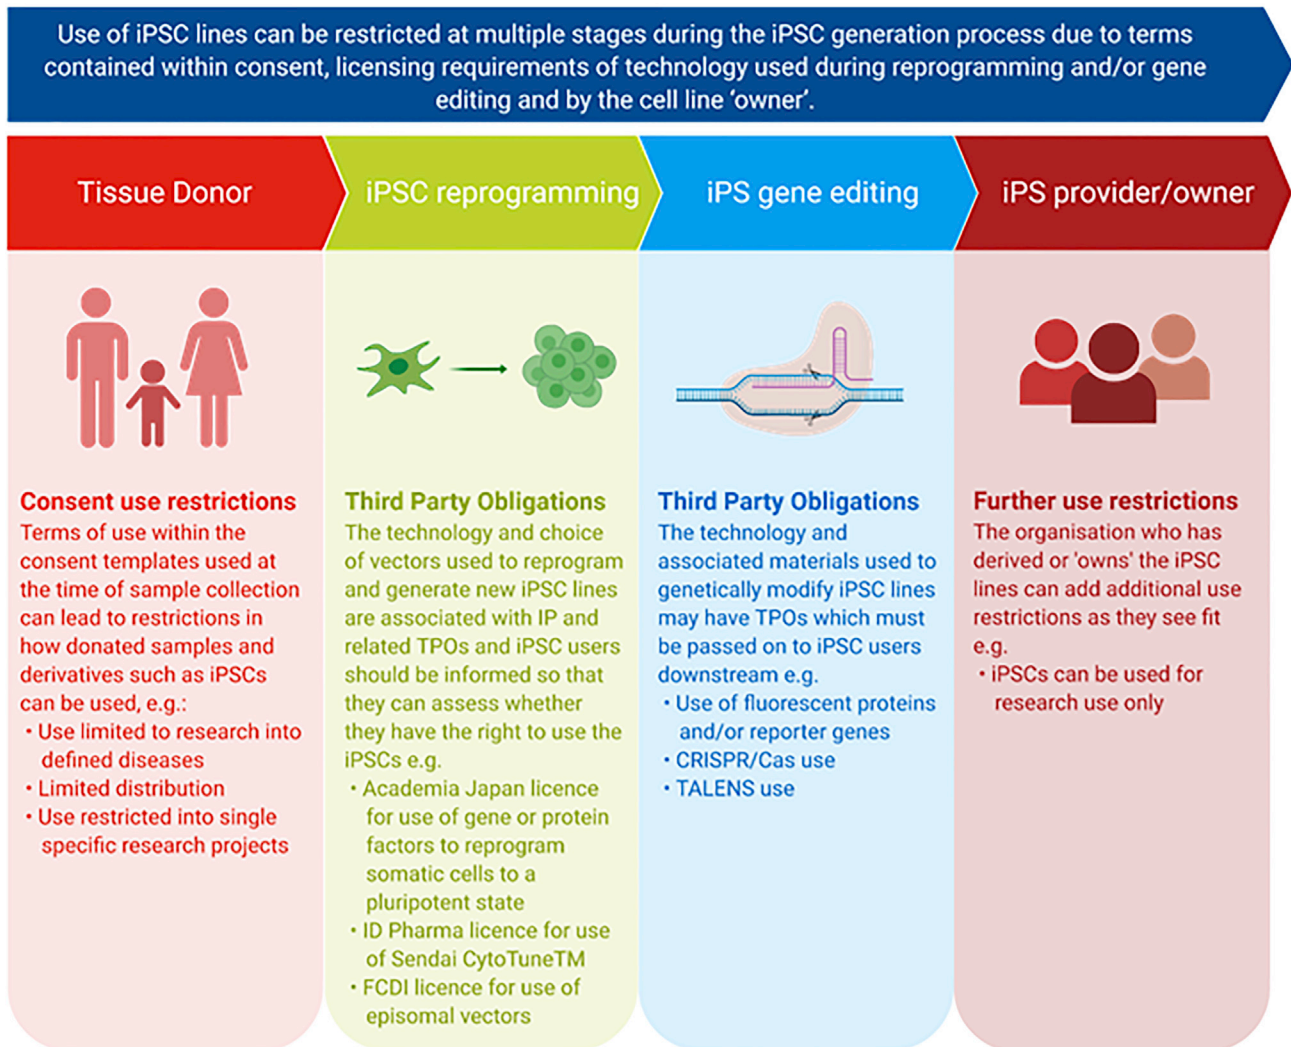 Use of iPSC lines can be restricted at multiple stages during the iPSC generation process due to terms
contained within consent, licensing requirements of technology used during reprogramming and/or gene
editing and by the cell line ‘owner’.
Tissue Donor
iPSC reprogramming
iPS gene editing
iPS provider/owner
Consent use restrictions
Terms of use within the
consent templates used at
the time of sample collection
can lead to restrictions in
how donated samples and
derivatives such as iPSCs
can be used, e.g.:
• Use limited to research into
defined diseases
• Limited distribution
• Use restricted into single
specific research projects
Third Party Obligations
The technology and choice
of vectors used to reprogram
and generate new iPSC lines
are associated with IP and
related TPOs and iPSC users
should be informed so that
they can assess whether
they have the right to use the
iPSCs e.g.
• Academia Japan licence
for use of gene or protein
factors to reprogram
somatic cells to a
pluripotent state
• ID Pharma licence for use
of Sendai CytoTuneTM
• FCDI licence for use of
episomal vectors
Third Party Obligations
The technology and
associated materials used to
genetically modify iPSC lines
may have TPOs which must
be passed on to iPSC users
downstream e.g.
• Use of fluorescent proteins
and/or reporter genes
• CRISPR/Cas use
• TALENS use
Further use restrictions
The organisation who has
derived or 'owns' the iPSC
lines can add additional use
restrictions as they see fit
e.g.
• iPSCs can be used for
research use only